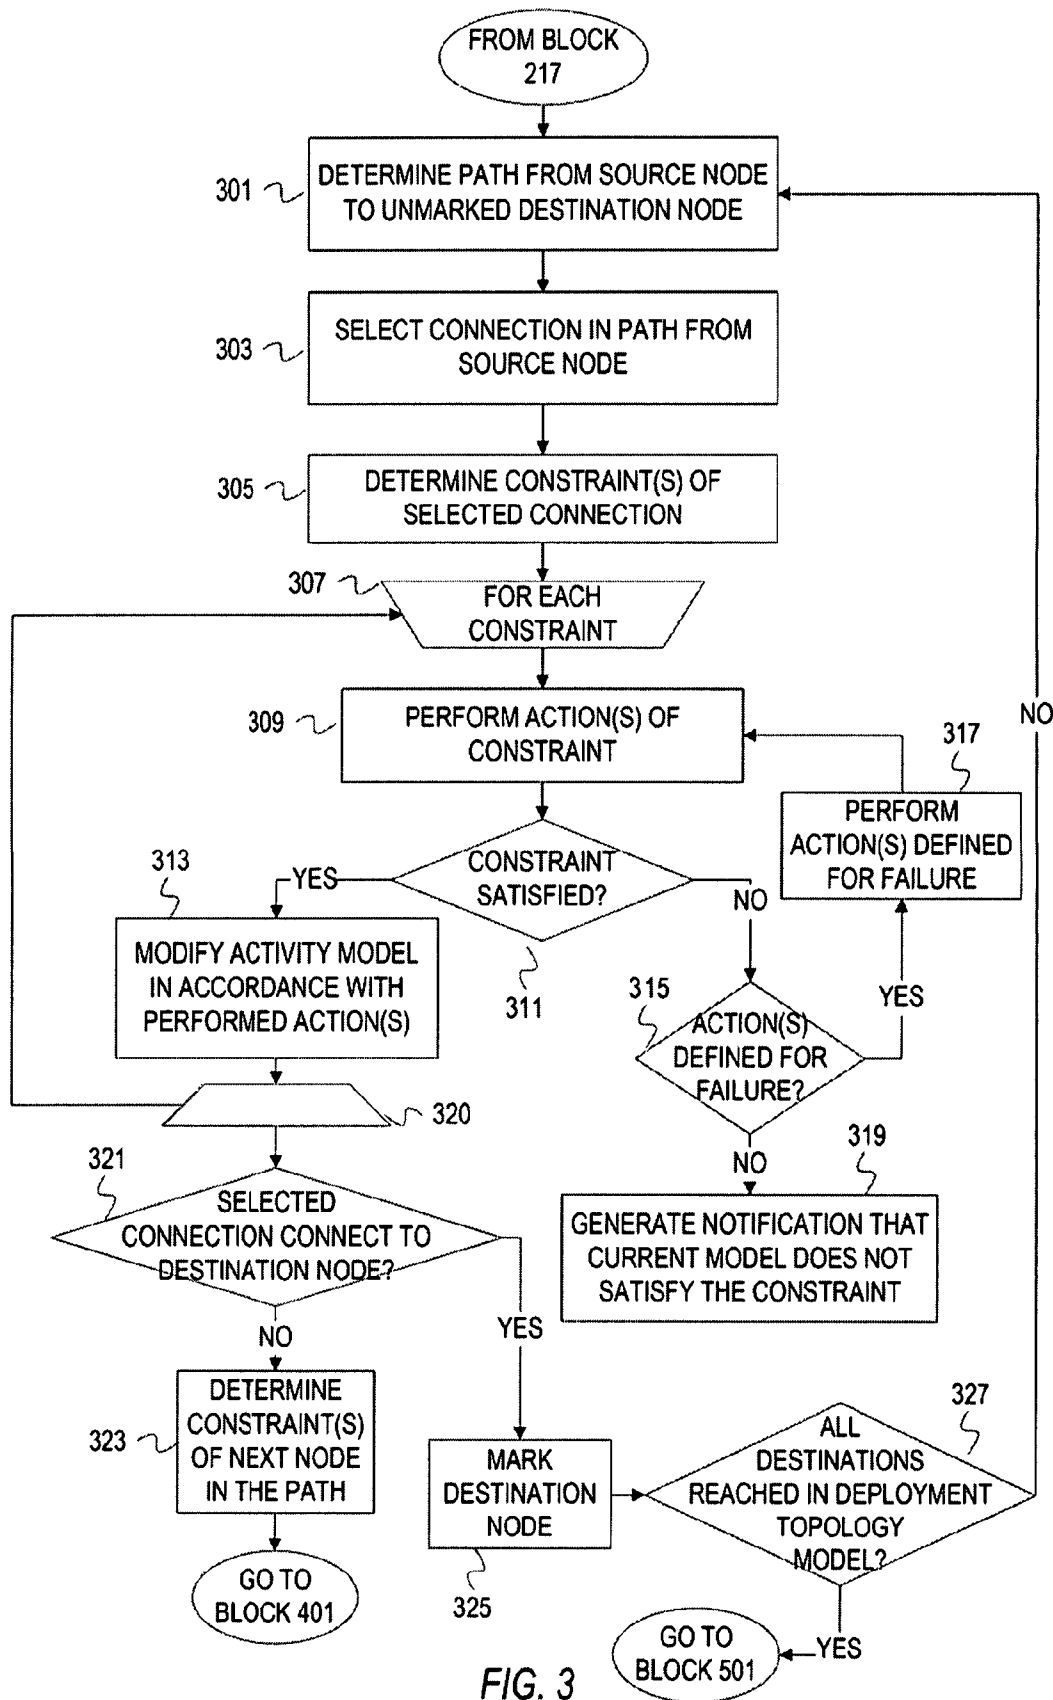 FROM BLOCK
217
301
DETERMINE PATH FROM SOURCE NODE
TO UNMARKED DESTINATION NODE
303
SELECT CONNECTION IN PATH FROM
SOURCE NODE
305
DETERMINE CONSTRAINT(S) OF
SELECTED CONNECTION
307
FOR EACH
CONSTRAINT
309
PERFORM ACTION(S) OF
CONSTRAINT
NO
317
PERFORM
ACTION(S) DEFINED
FOR FAILURE
CONSTRAINT
SATISFIED?
YES
NO
311
313
MODIFY ACTIVITY MODEL
IN ACCORDANCE WITH
PERFORMED ACTION(S)
315
ACTION(S)
DEFINED FOR
FAILURE?
YES
NO
320
319
GENERATE NOTIFICATION THAT
CURRENT MODEL DOES NOT
SATISFY THE CONSTRAINT
321
SELECTED
CONNECTION CONNECT TO
DESTINATION NODE?
NO
YES
323
DETERMINE
CONSTRAINT(S)
OF NEXT NODE
IN THE PATH
GO TO
BLOCK 401
MARK
DESTINATION
NODE
325
327
ALL
DESTINATIONS
REACHED IN DEPLOYMENT
TOPOLOGY
MODEL?
YES
GO TO
BLOCK 501
FIG. 3